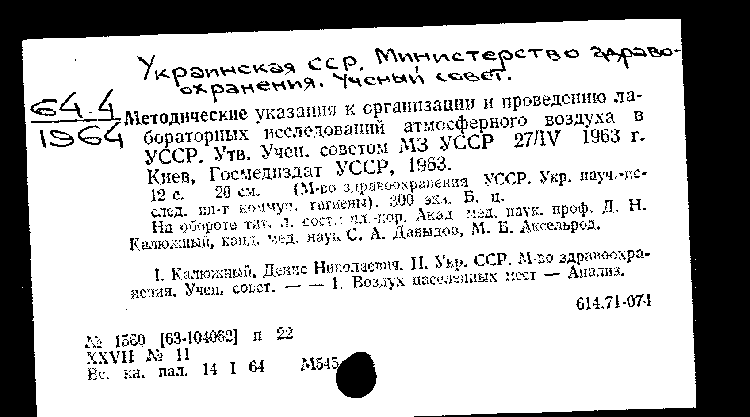 Украинская ССР. Министерство здраво-
охранения. Ученый совет.
64.4
1964
Методические указания к организации и проведению ла-
бораторных исследований атмосферного воздуха в
УССР. Утв. Учен. советом МЗ УССР 27/IV 1963 г.
Киев, Госмедиздат УССР, 1963.
12 с. 20 см. (М-во здравоохранения УССР. Укр. науч.-ис-
след. ин-т коммун. гигиены). 300 экз. Б. ц.
На обороте тит. л. сост.: чл.-кор. Акад. мед. наук. проф. Д. Н.
Калюжный, канд. мед. наук С. А. Давыдов, М. Б. Аксельрод.
I. Калюжный, Денис Николаевич. II. Укр. ССР. М-во здравоохра-
нения. Учен. совет. — — 1. Воздух населенных мест — Анализ.
614.71-074
№ 1560 [63-104062] п 22
XXVII № 11
Вс. кн. пал. 14 I 64 М545